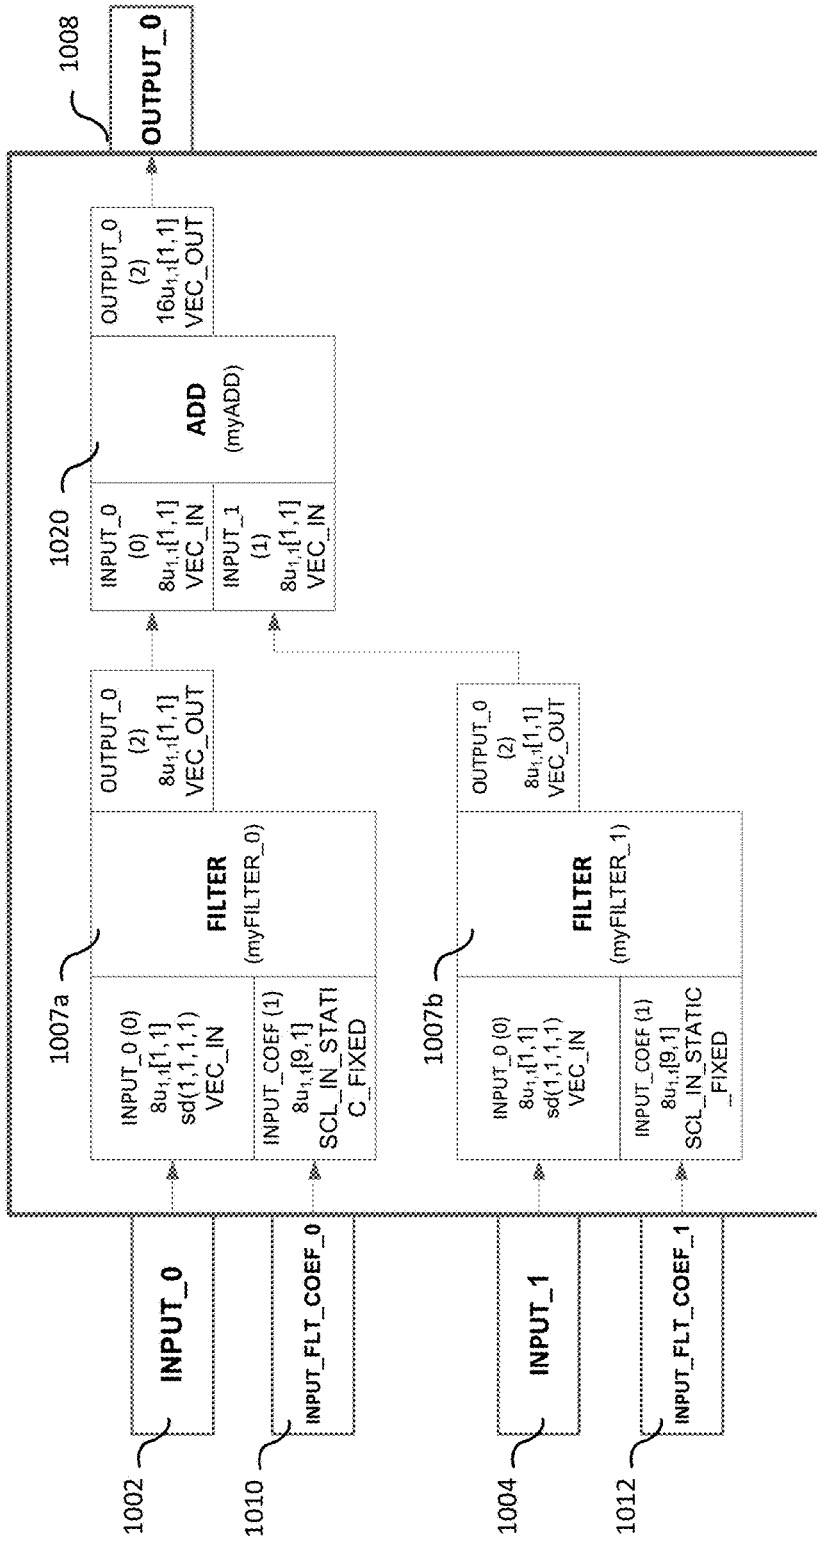 1002
INPUT_0
1010
INPUT_FLT_COEF_0
1004
INPUT_1
1012
INPUT_FLT_COEF_1
1007a
INPUT_0 (0)
8u1,1[1,1]
sd(1,1,1,1)
VEC_IN
INPUT_COEF (1)
8u1,1[9,1]
SCL_IN_STATI
C_FIXED
FILTER
(myFILTER_0)
OUTPUT_0
(2)
8u1,1[1,1]
VEC_OUT
1007b
INPUT_0 (0)
8u1,1[1,1]
sd(1,1,1,1)
VEC_IN
INPUT_COEF (1)
8u1,1[9,1]
SCL_IN_STATIC
_FIXED
FILTER
(myFILTER_1)
OUTPUT_0
(2)
8u1,1[1,1]
VEC_OUT
1020
INPUT_0
(0)
8u1,1[1,1]
VEC_IN
INPUT_1
(1)
8u1,1[1,1]
VEC_IN
ADD
(myADD)
OUTPUT_0
(2)
16u1,1[1,1]
VEC_OUT
1008
OUTPUT_0